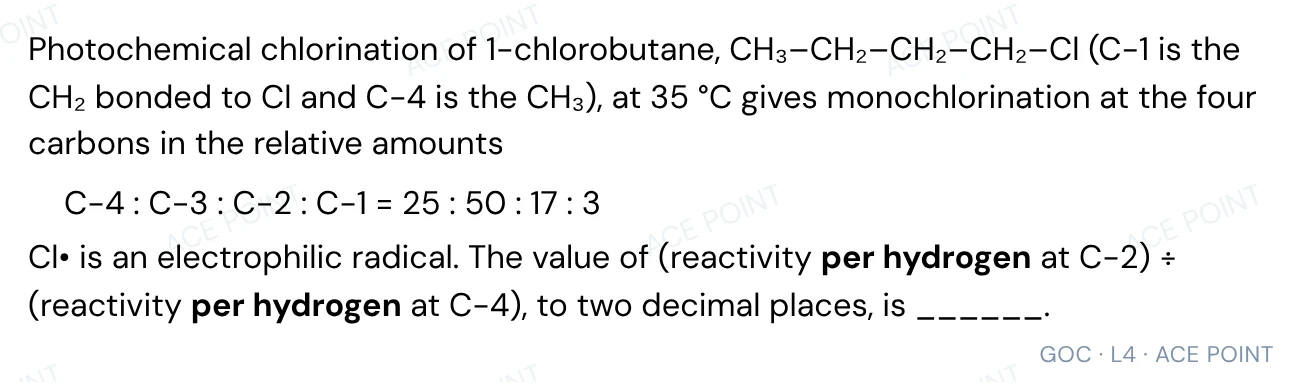 Photochemical chlorination of 1-chlorobutane, CH₃–CH₂–CH₂–CH₂–Cl (C-1 is the
CH₂ bonded to Cl and C-4 is the CH₃), at 35 °C gives monochlorination at the four
carbons in the relative amounts
C-4 : C-3 : C-2 : C-1 = 25 : 50 : 17 : 3
Cl• is an electrophilic radical. The value of (reactivity per hydrogen at C-2) ÷
(reactivity per hydrogen at C-4), to two decimal places, is ______.
GOC · L4 · ACE POINT